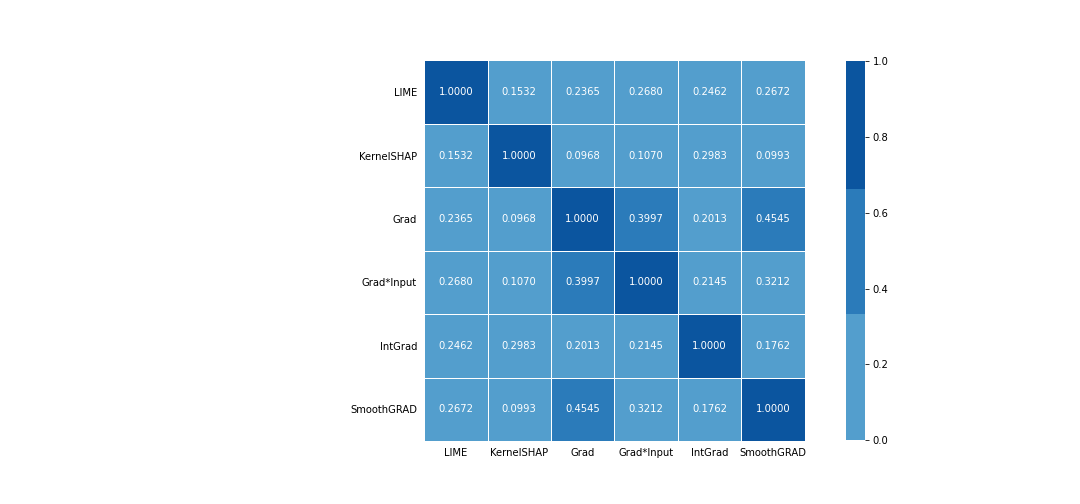 1.0
LIME 1.0000 0.1532 0.2365 0.2680 0.2462 0.2672
0.8
KernelSHAP 0.1532 1.0000 0.0968 0.1070 0.2983 0.0993
Grad 0.2365 0.0968 1.0000 0.3997 0.2013 0.4545
0.6
Grad*Input 0.2680 0.1070 0.3997 1.0000 0.2145 0.3212
0.4
IntGrad 0.2462 0.2983 0.2013 0.2145 1.0000 0.1762
0.2
SmoothGRAD 0.2672 0.0993 0.4545 0.3212 0.1762 1.0000
0.0
LIME KernelSHAP Grad Grad*Input IntGrad SmoothGRAD